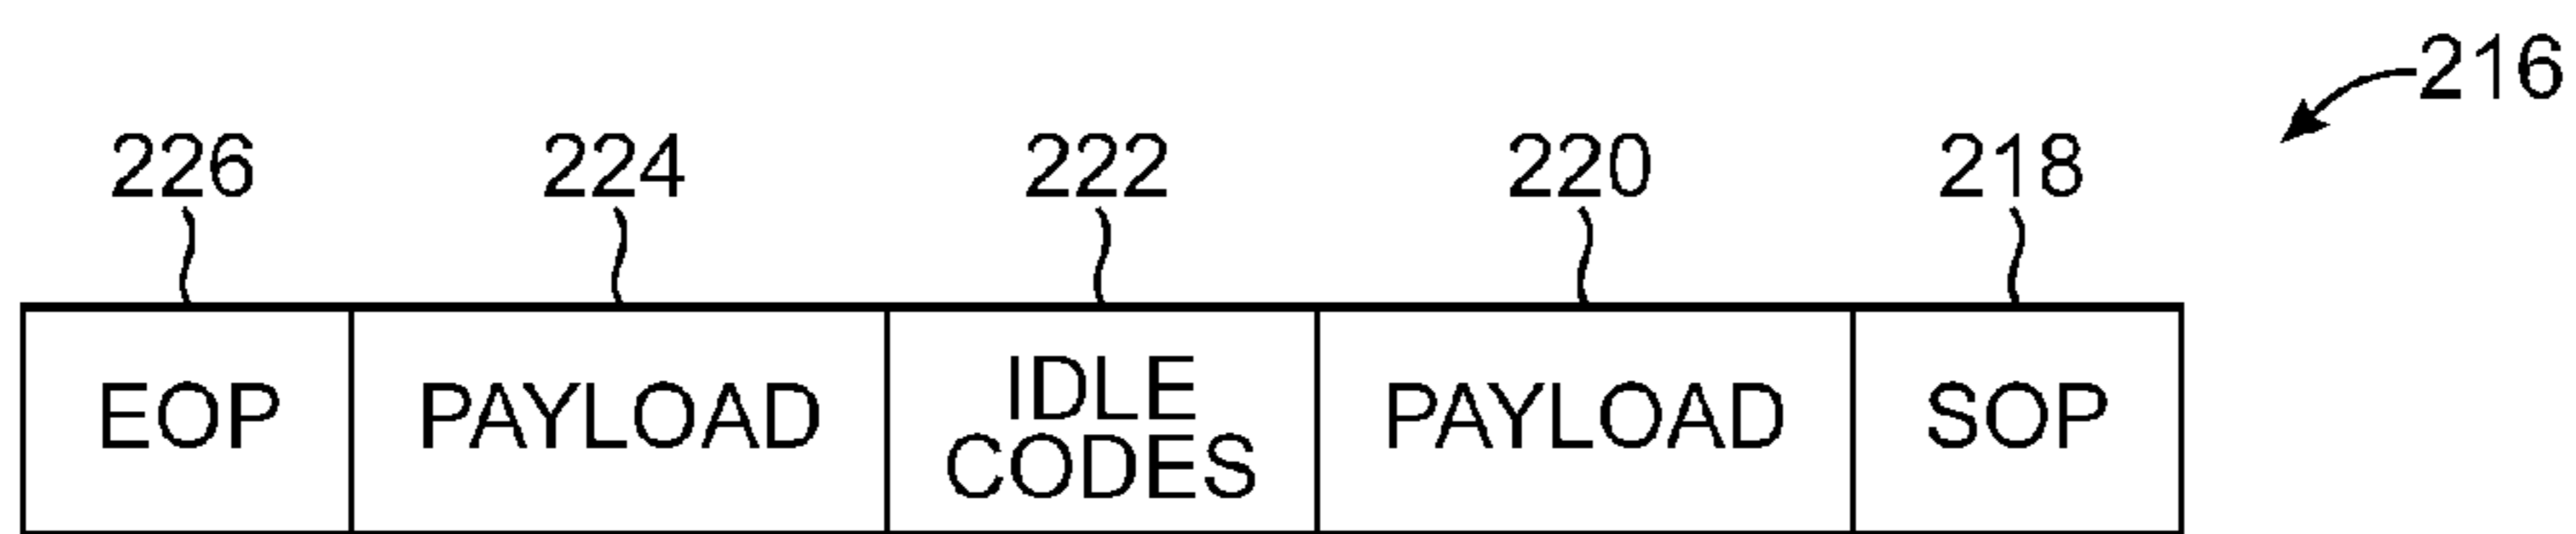 216
226 224 222 220 218
EOP PAYLOAD IDLE CODES PAYLOAD SOP